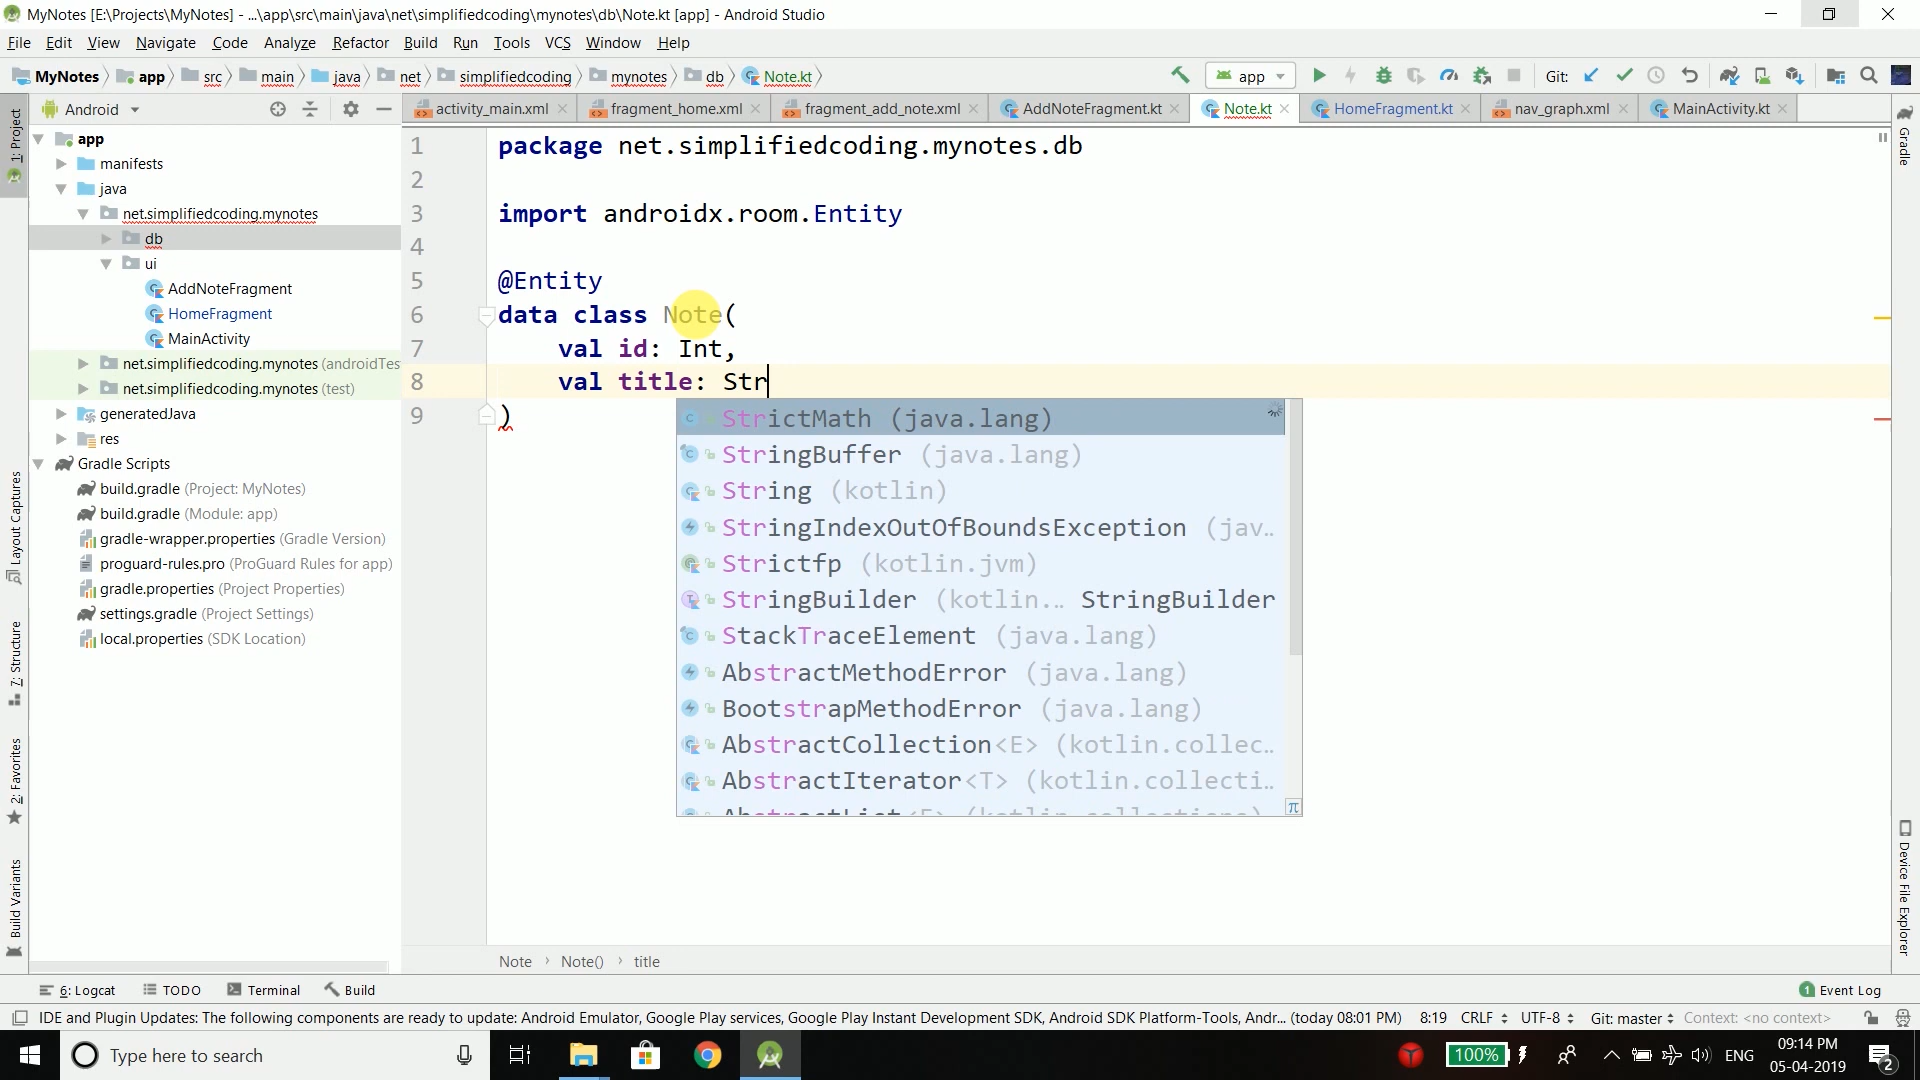 MyNotes [E:\Projects\MyNotes] - ...\app\src\main\java\net\simplifiedcoding\mynotes\db\Note.kt [app] - Android Studio
File Edit View Navigate Code Analyze Refactor Build Run Tools VCS Window Help
MyNotes app src main java net simplifiedcoding mynotes db Note.kt app Git:
Android activity_main.xml fragment_home.xml fragment_add_note.xml AddNoteFragment.kt Note.kt HomeFragment.kt nav_graph.xml MainActivity.kt
1: Project
Layout Captures
7: Structure
2: Favorites
Build Variants
app
manifests
java
net.simplifiedcoding.mynotes
db
ui
AddNoteFragment
HomeFragment
MainActivity
net.simplifiedcoding.mynotes (androidTes
net.simplifiedcoding.mynotes (test)
generatedJava
res
Gradle Scripts
build.gradle (Project: MyNotes)
build.gradle (Module: app)
gradle-wrapper.properties (Gradle Version)
proguard-rules.pro (ProGuard Rules for app)
gradle.properties (Project Properties)
settings.gradle (Project Settings)
local.properties (SDK Location)
1 package net.simplifiedcoding.mynotes.db
2
3 import androidx.room.Entity
4
5 @Entity
6 data class Note(
7 val id: Int,
8 val title: Str
9 )
StrictMath (java.lang)
StringBuffer (java.lang)
String (kotlin)
StringIndexOutOfBoundsException (jav…
Strictfp (kotlin.jvm)
StringBuilder (kotlin.… StringBuilder
StackTraceElement (java.lang)
AbstractMethodError (java.lang)
BootstrapMethodError (java.lang)
AbstractCollection<E> (kotlin.collec…
AbstractIterator<T> (kotlin.collecti…
AbstractList<E> (kotlin.collections)
π
Gradle
Device File Explorer
Note › Note() › title
6: Logcat TODO Terminal Build 1 Event Log
IDE and Plugin Updates: The following components are ready to update: Android Emulator, Google Play services, Google Play Instant Development SDK, Android SDK Platform-Tools, Andr... (today 08:01 PM) 8:19 CRLF UTF-8 Git: master Context: <no context>
Type here to search 100% ENG 09:14 PM
05-04-2019 2